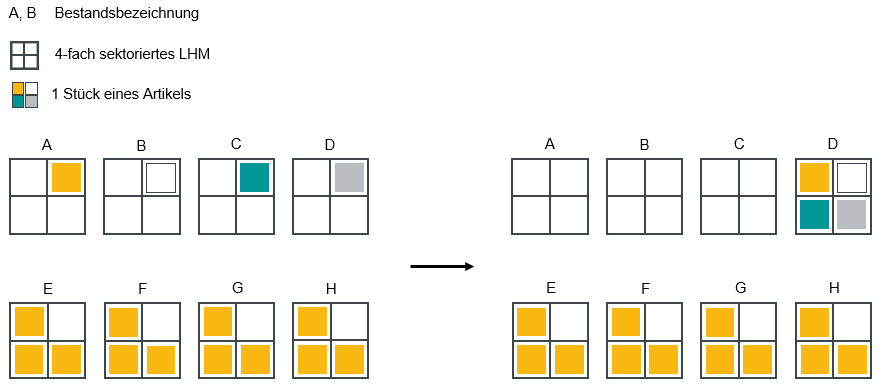 A, B Bestandsbezeichnung
4-fach sektoriertes LHM
1 Stück eines Artikels
A B C D A B C D
E F G H E F G H